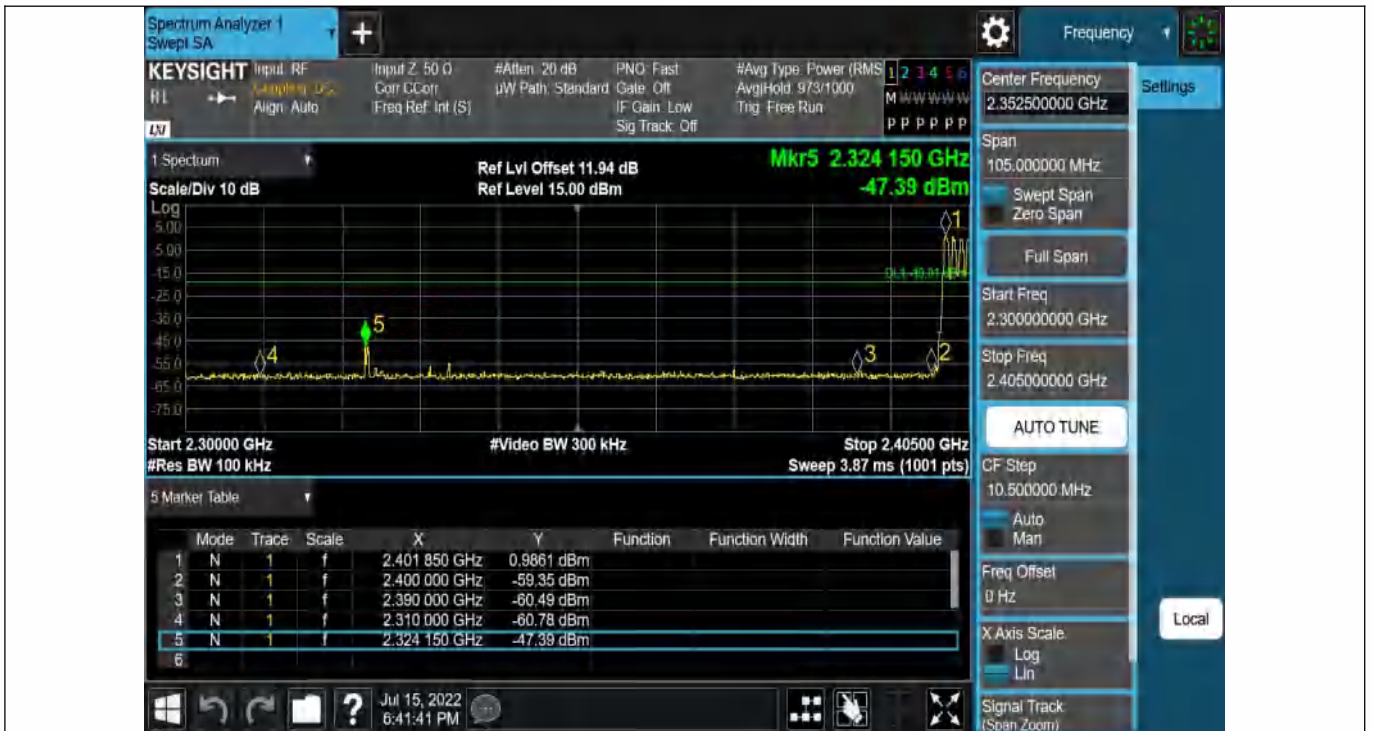 Spectrum Analyzer 1
Swept SA
+
Frequency
KEYSIGHT
RL
LXI
Input: RF
Coupling: DC
Align: Auto
Input Z: 50 Ω
Corr CCorr
Freq Ref: Int (S)
#Atten: 20 dB
µW Path: Standard
PNO: Fast
Gate: Off
IF Gain: Low
Sig Track: Off
#Avg Type: Power (RMS
Avg|Hold: 973/1000
Trig: Free Run
1 2 3 4 5 6
M W W W W W
P P P P P P
Center Frequency
2.352500000 GHz
Settings
Span
105.000000 MHz
Swept Span
Zero Span
Full Span
Start Freq
2.300000000 GHz
Stop Freq
2.405000000 GHz
AUTO TUNE
CF Step
10.500000 MHz
Auto
Man
Freq Offset
0 Hz
X Axis Scale
Log
Lin
Signal Track
(Span Zoom)
Local
1 Spectrum
Scale/Div 10 dB
Log
Ref Lvl Offset 11.94 dB
Ref Level 15.00 dBm
Mkr5 2.324 150 GHz
-47.39 dBm
5.00
-5.00
-15.0
-25.0
-35.0
-45.0
-55.0
-65.0
-75.0
1
5
4
3
2
Start 2.30000 GHz
#Video BW 300 kHz
Stop 2.40500 GHz
#Res BW 100 kHz
Sweep 3.87 ms (1001 pts)
5 Marker Table
Mode Trace Scale X Y Function Function Width Function Value
1 N 1 f 2.401 850 GHz 0.9861 dBm
2 N 1 f 2.400 000 GHz -59.35 dBm
3 N 1 f 2.390 000 GHz -60.49 dBm
4 N 1 f 2.310 000 GHz -60.78 dBm
5 N 1 f 2.324 150 GHz -47.39 dBm
6
?
Jul 15, 2022
6:41:41 PM